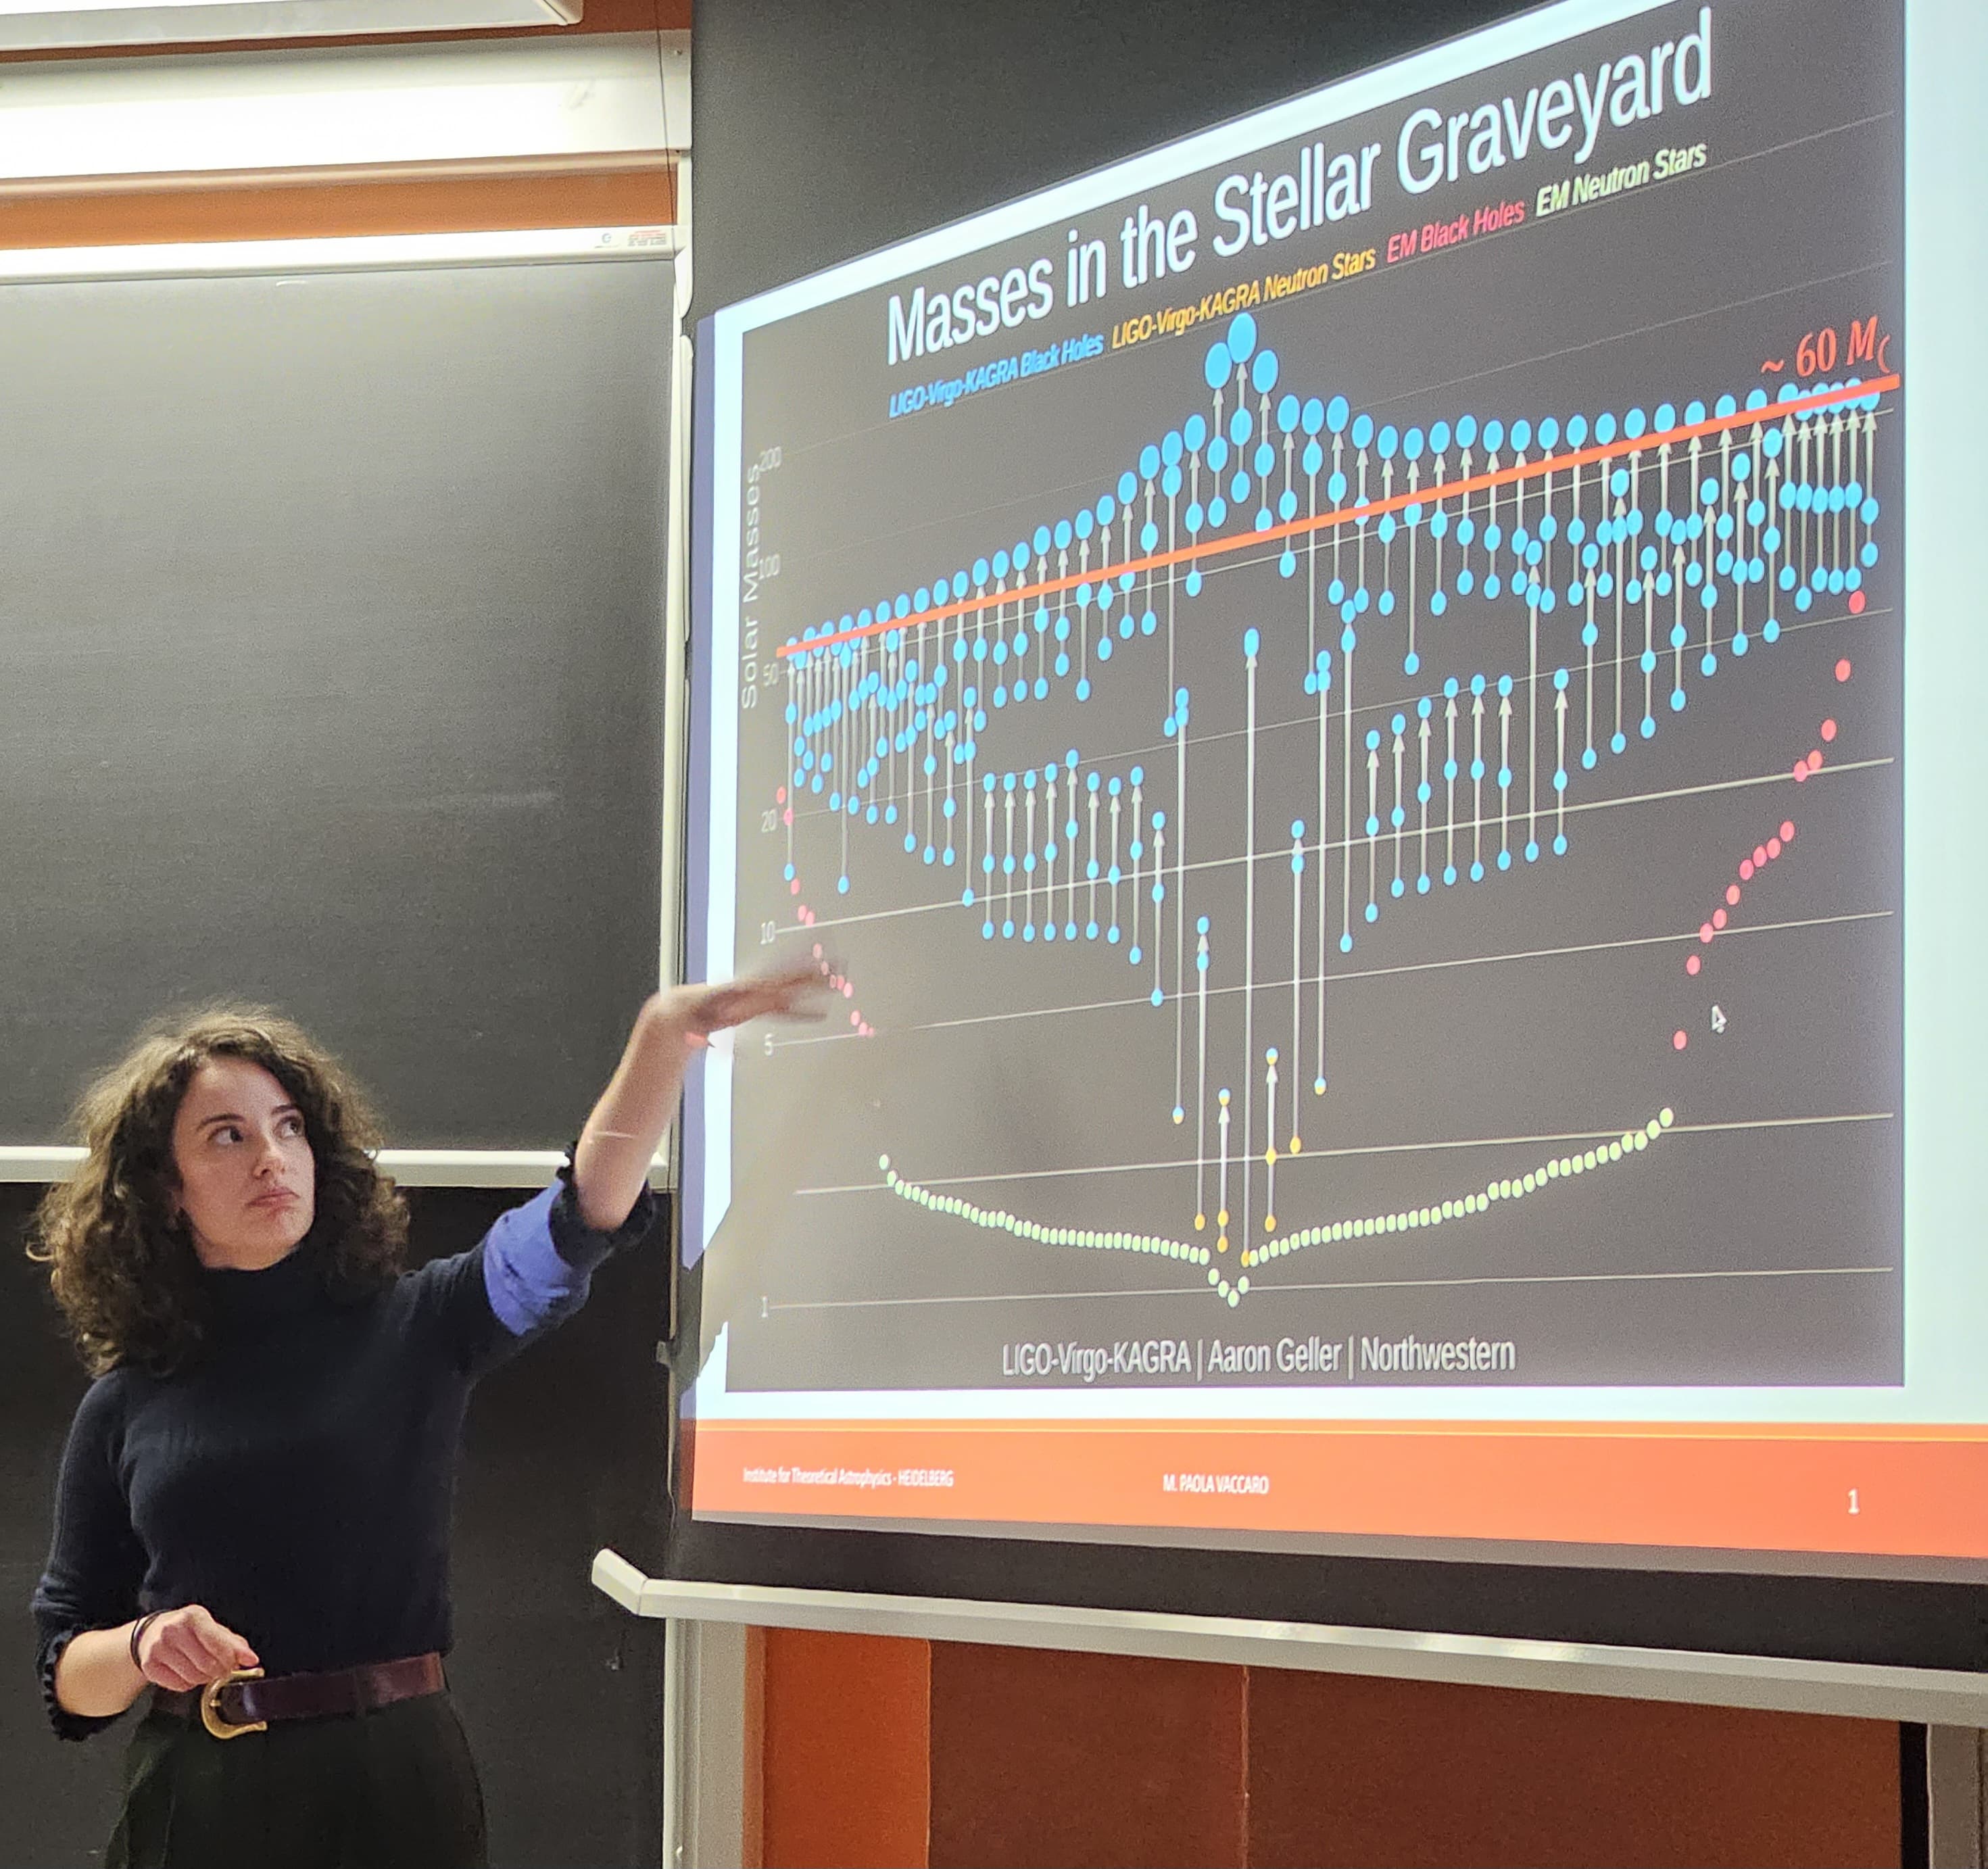 Masses in the Stellar Graveyard
LIGO-Virgo-KAGRA Black Holes LIGO-Virgo-KAGRA Neutron Stars EM Black Holes EM Neutron Stars
~ 60 M
Solar Masses
200
100
50
20
10
5
1
LIGO-Virgo-KAGRA | Aaron Geller | Northwestern
Institute for Theoretical Astrophysics - HEIDELBERG
M. PAOLA VACCARO
1